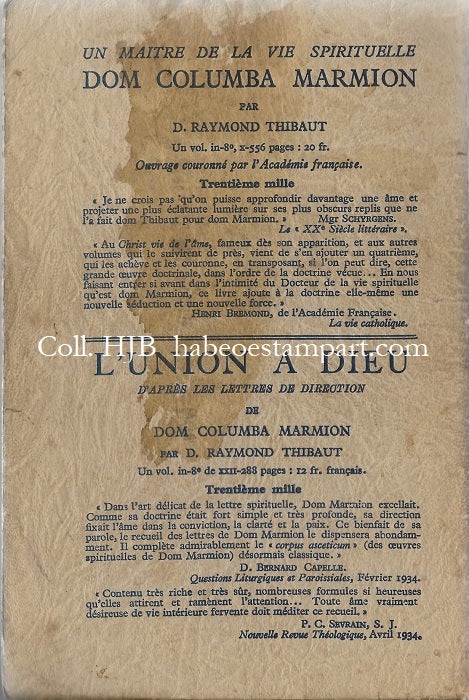 UN MAITRE DE LA VIE SPIRITUELLE
DOM COLUMBA MARMION
PAR
D. RAYMOND THIBAUT
Un vol. in-8º, x-556 pages : 20 fr.
Ouvrage couronné par l'Académie française.
Trentième mille
« Je ne crois pas qu'on puisse approfondir davantage une âme et
projeter une plus éclatante lumière sur ses plus obscurs replis que ne
l'a fait dom Thibaut pour dom Marmion. » Mgr SCHYRGENS.
Le « XXe Siècle littéraire ».
« Au Christ vie de l'âme, fameux dès son apparition, et aux autres
volumes qui le suivirent de près, vient de s'en ajouter un quatrième,
qui les achève et les couronne, en transposant, si l'on peut dire, cette
grande œuvre doctrinale, dans l'ordre de la doctrine vécue... En nous
faisant entrer si avant dans l'intimité du Docteur de la vie spirituelle
qu'est dom Marmion, ce livre ajoute à la doctrine elle-même une
nouvelle séduction et une nouvelle force. »
HENRI BREMOND, de l'Académie Française.
La vie catholique.
Coll. HJB habeoestampart.com
L'UNION A DIEU
D'APRÈS LES LETTRES DE DIRECTION
DE
DOM COLUMBA MARMION
PAR D. RAYMOND THIBAUT
Un vol. in-8º de XXII-288 pages : 12 fr. français.
Trentième mille
« Dans l'art délicat de la lettre spirituelle, Dom Marmion excellait.
Comme sa doctrine était fort simple et très profonde, sa direction
fixait l'âme dans la conviction, la clarté et la paix. Ce bienfait de sa
parole, le recueil des lettres de Dom Marmion le dispensera abondam-
ment. Il complète admirablement le « corpus asceticum » (des œuvres
spirituelles de Dom Marmion) désormais classique. »
D. BERNARD CAPELLE.
Questions Liturgiques et Paroissiales, Février 1934.
« Contenu très riche et très sûr, nombreuses formules si heureuses
qu'elles attirent et ramènent l'attention... Toute âme vraiment
désireuse de vie intérieure fervente doit méditer ce recueil. »
P. C. SEVRAIN, S. J.
Nouvelle Revue Théologique, Avril 1934.